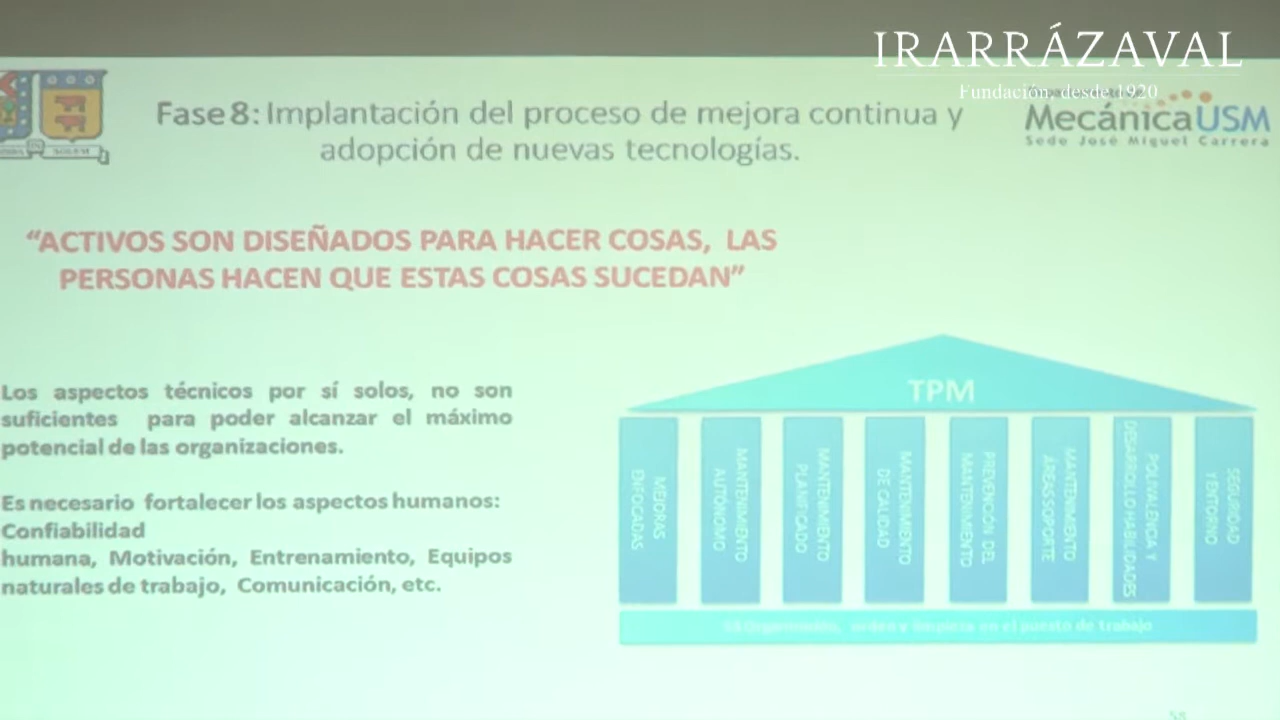 IRARRÁZAVAL
Fundación, desde 1920
MecánicaUSM
Sede José Miguel Carrera
Fase 8: Implantación del proceso de mejora continua y
adopción de nuevas tecnologías.
“ACTIVOS SON DISEÑADOS PARA HACER COSAS, LAS
PERSONAS HACEN QUE ESTAS COSAS SUCEDAN”
Los aspectos técnicos por sí solos, no son
suficientes para poder alcanzar el máximo
potencial de las organizaciones.
Es necesario fortalecer los aspectos humanos:
Confiabilidad
humana, Motivación, Entrenamiento, Equipos
naturales de trabajo, Comunicación, etc.
TPM
MEJORAS
ENFOCADAS
MANTENIMIENTO
AUTÓNOMO
MANTENIMIENTO
PLANIFICADO
MANTENIMIENTO
DE CALIDAD
PREVENCIÓN DEL
MANTENIMIENTO
MANTENIMIENTO
ÁREAS SOPORTE
POLIVALENCIA Y
DESARROLLO HABILIDADES
SEGURIDAD
Y ENTORNO
Organización, orden y limpieza en el puesto de trabajo